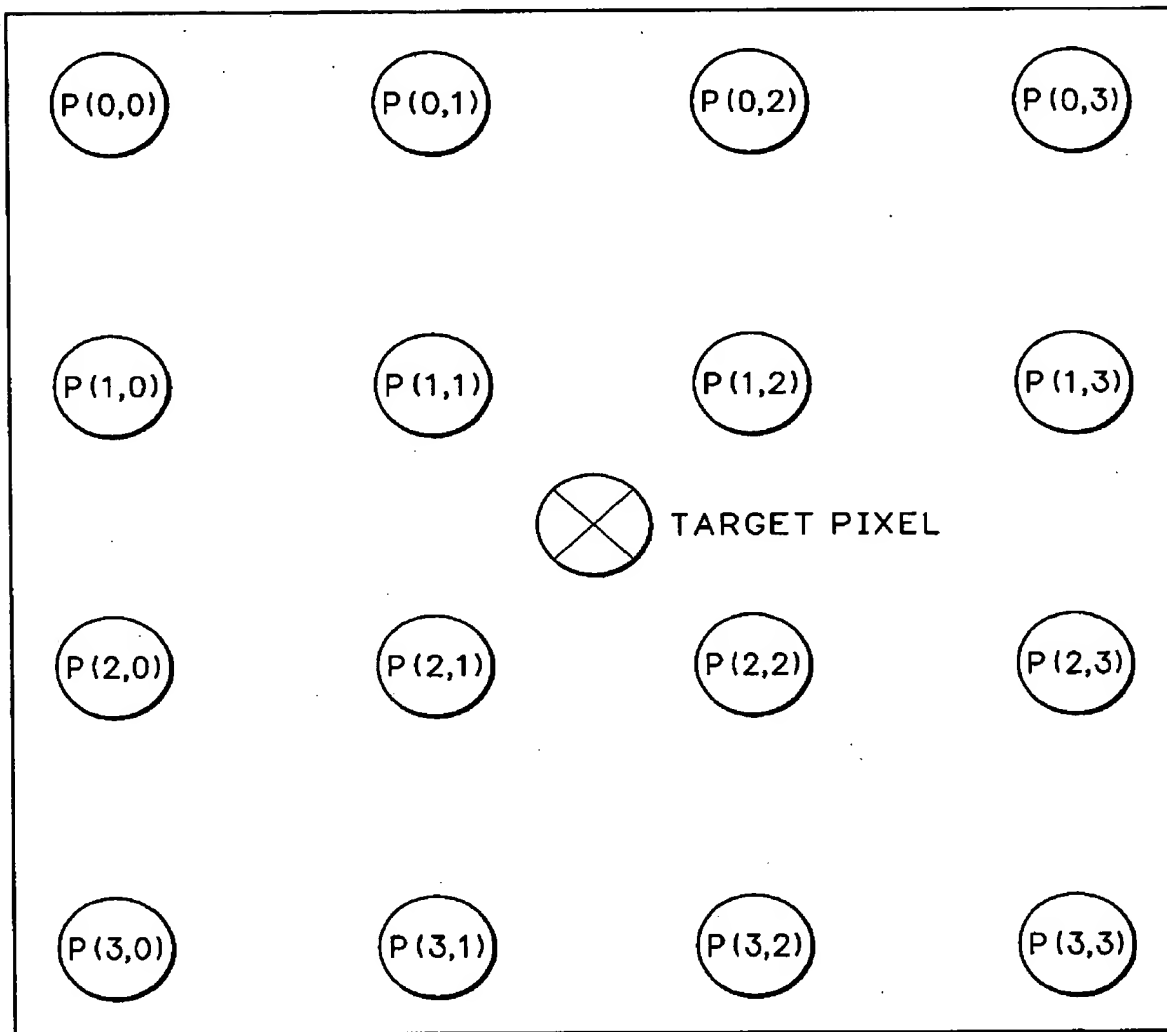 P(0,0) P(0,1) P(0,2) P(0,3)
P(1,0) P(1,1) P(1,2) P(1,3)
TARGET PIXEL
P(2,0) P(2,1) P(2,2) P(2,3)
P(3,0) P(3,1) P(3,2) P(3,3)